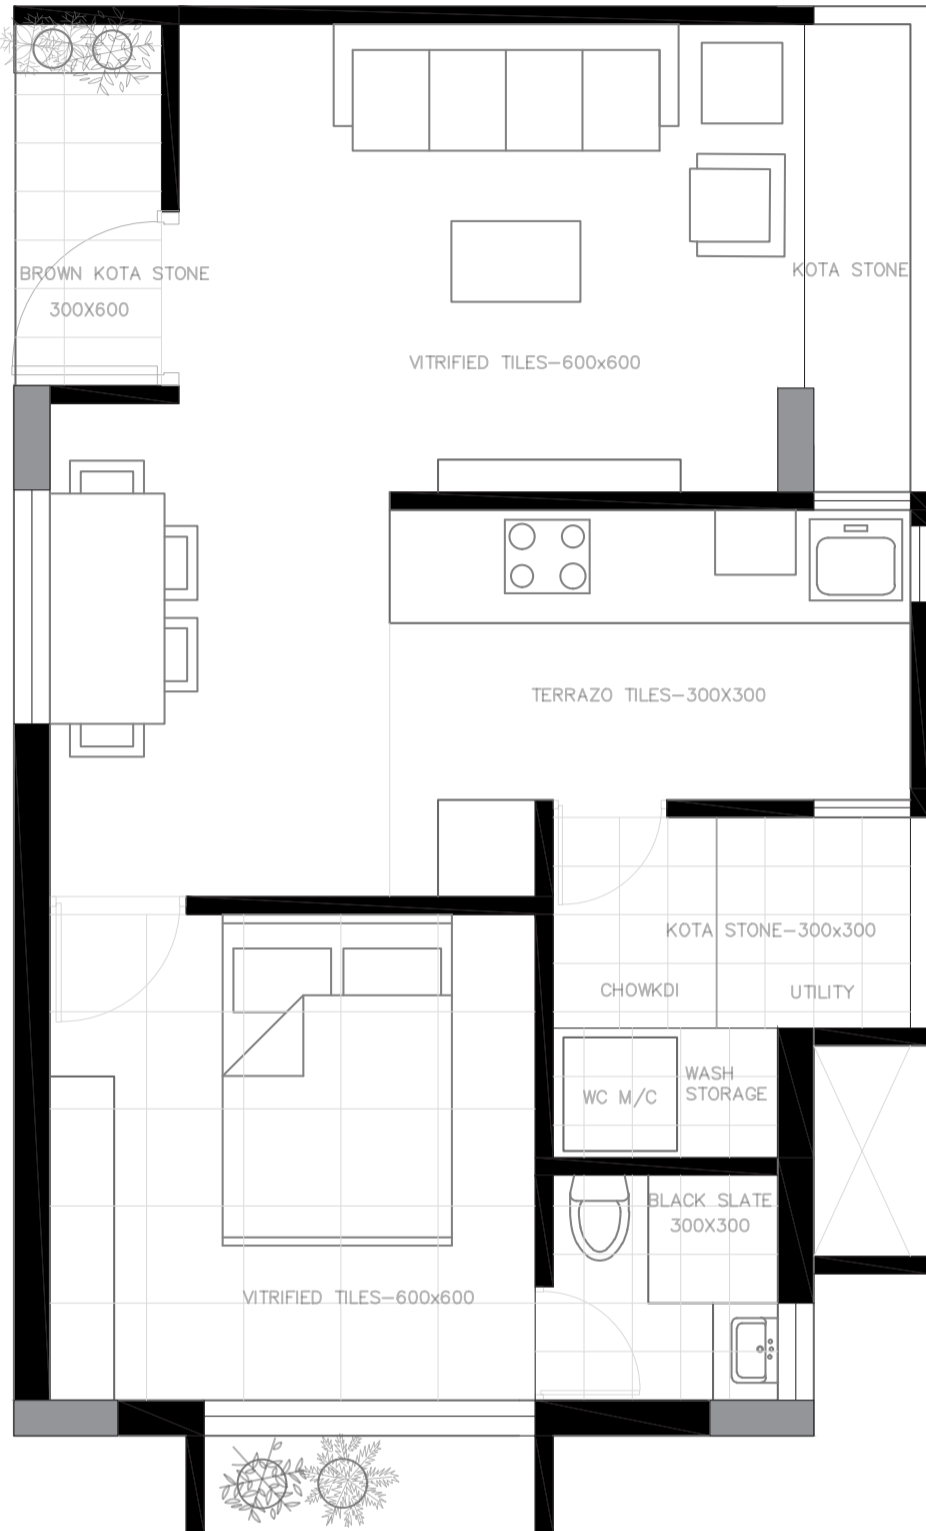 BROWN KOTA STONE
300X600
KOTA STONE
VITRIFIED TILES-600x600
TERRAZO TILES-300X300
KOTA STONE-300x300
CHOWKDI
UTILITY
WC M/C
WASH
STORAGE
BLACK SLATE
300X300
VITRIFIED TILES-600x600